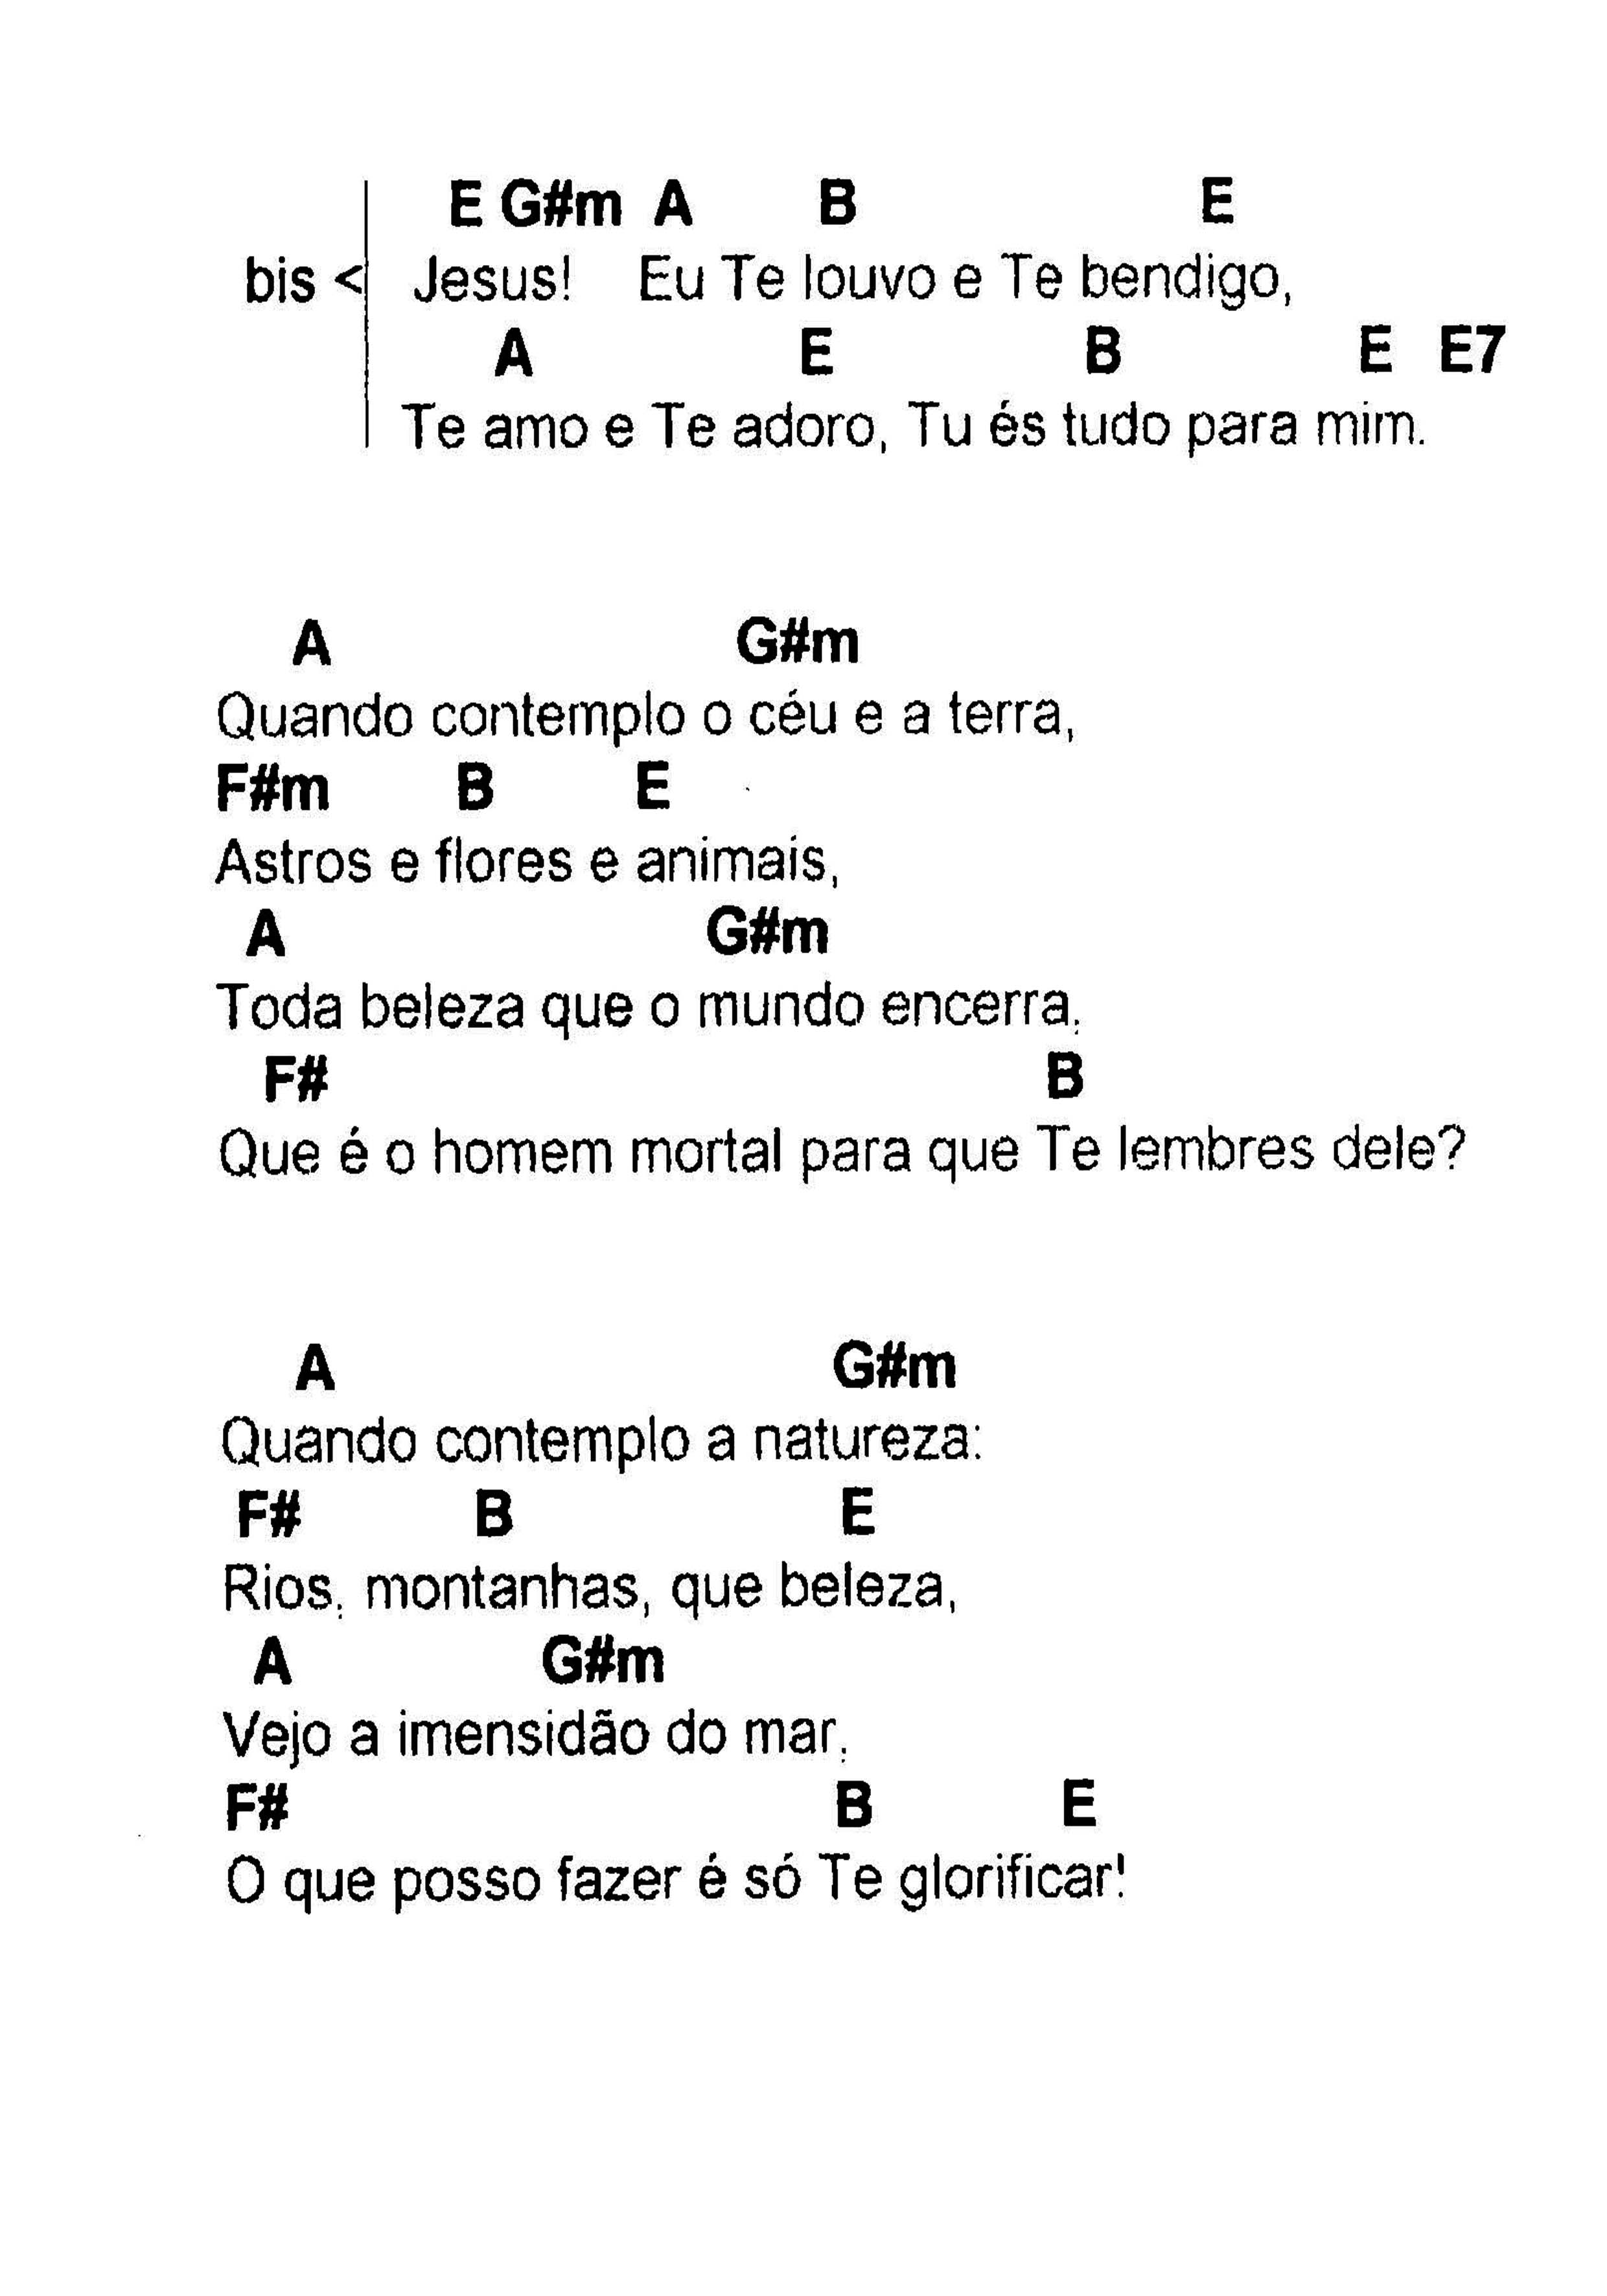 E G#m A B E
bis < Jesus! Eu Te louvo e Te bendigo,
A E B E E7
Te amo e Te adoro, Tu és tudo para mim.
A G#m
Quando contemplo o céu e a terra,
F#m B E
Astros e flores e animais,
A G#m
Toda beleza que o mundo encerra,
F# B
Que é o homem mortal para que Te lembres dele?
A G#m
Quando contemplo a natureza:
F# B E
Rios, montanhas, que beleza,
A G#m
Vejo a imensidão do mar,
F# B E
O que posso fazer é só Te glorificar!